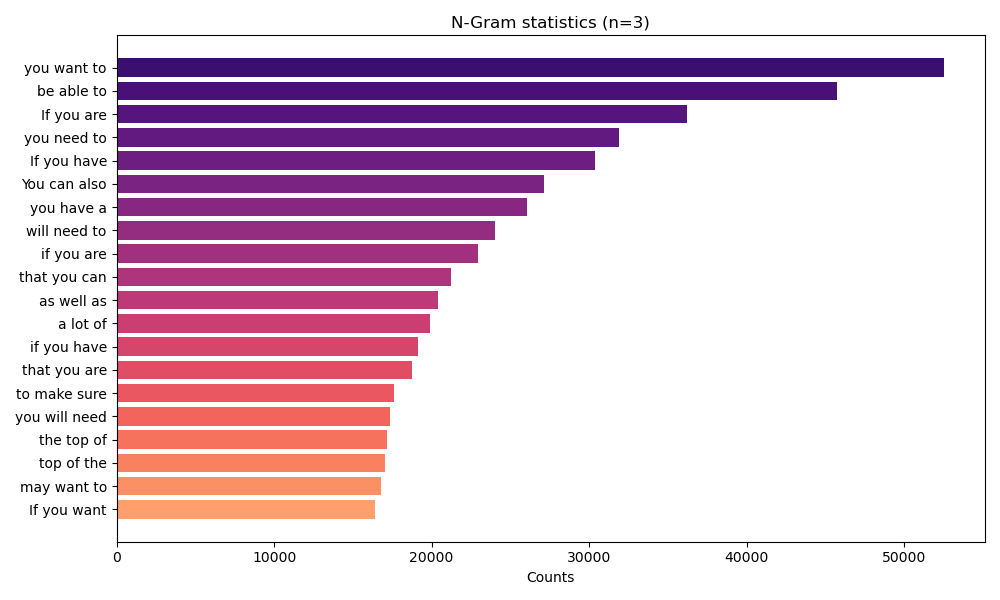 N-Gram statistics (n=3)
you want to
be able to
If you are
you need to
If you have
You can also
you have a
will need to
if you are
that you can
as well as
a lot of
if you have
that you are
to make sure
you will need
the top of
top of the
may want to
If you want
0 10000 20000 30000 40000 50000
Counts